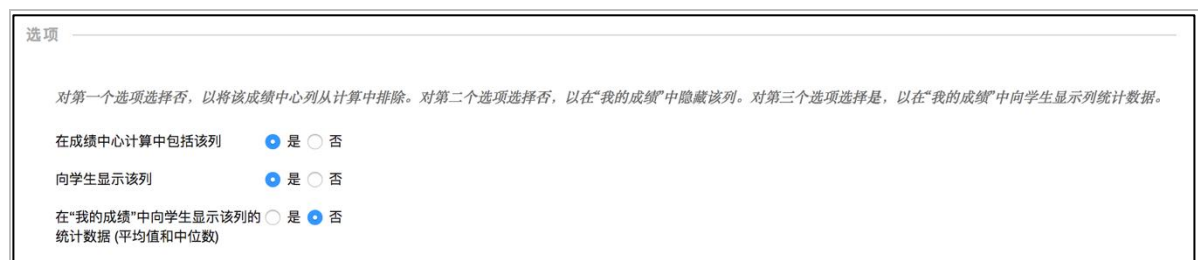 选项
对第一个选项选择否，以将该成绩中心列从计算中排除。对第二个选项选择否，以在“我的成绩”中隐藏该列。对第三个选项选择是，以在“我的成绩”中向学生显示列统计数据。
在成绩中心计算中包括该列 是 否
向学生显示该列 是 否
在“我的成绩”中向学生显示该列的 是 否
统计数据 (平均值和中位数)